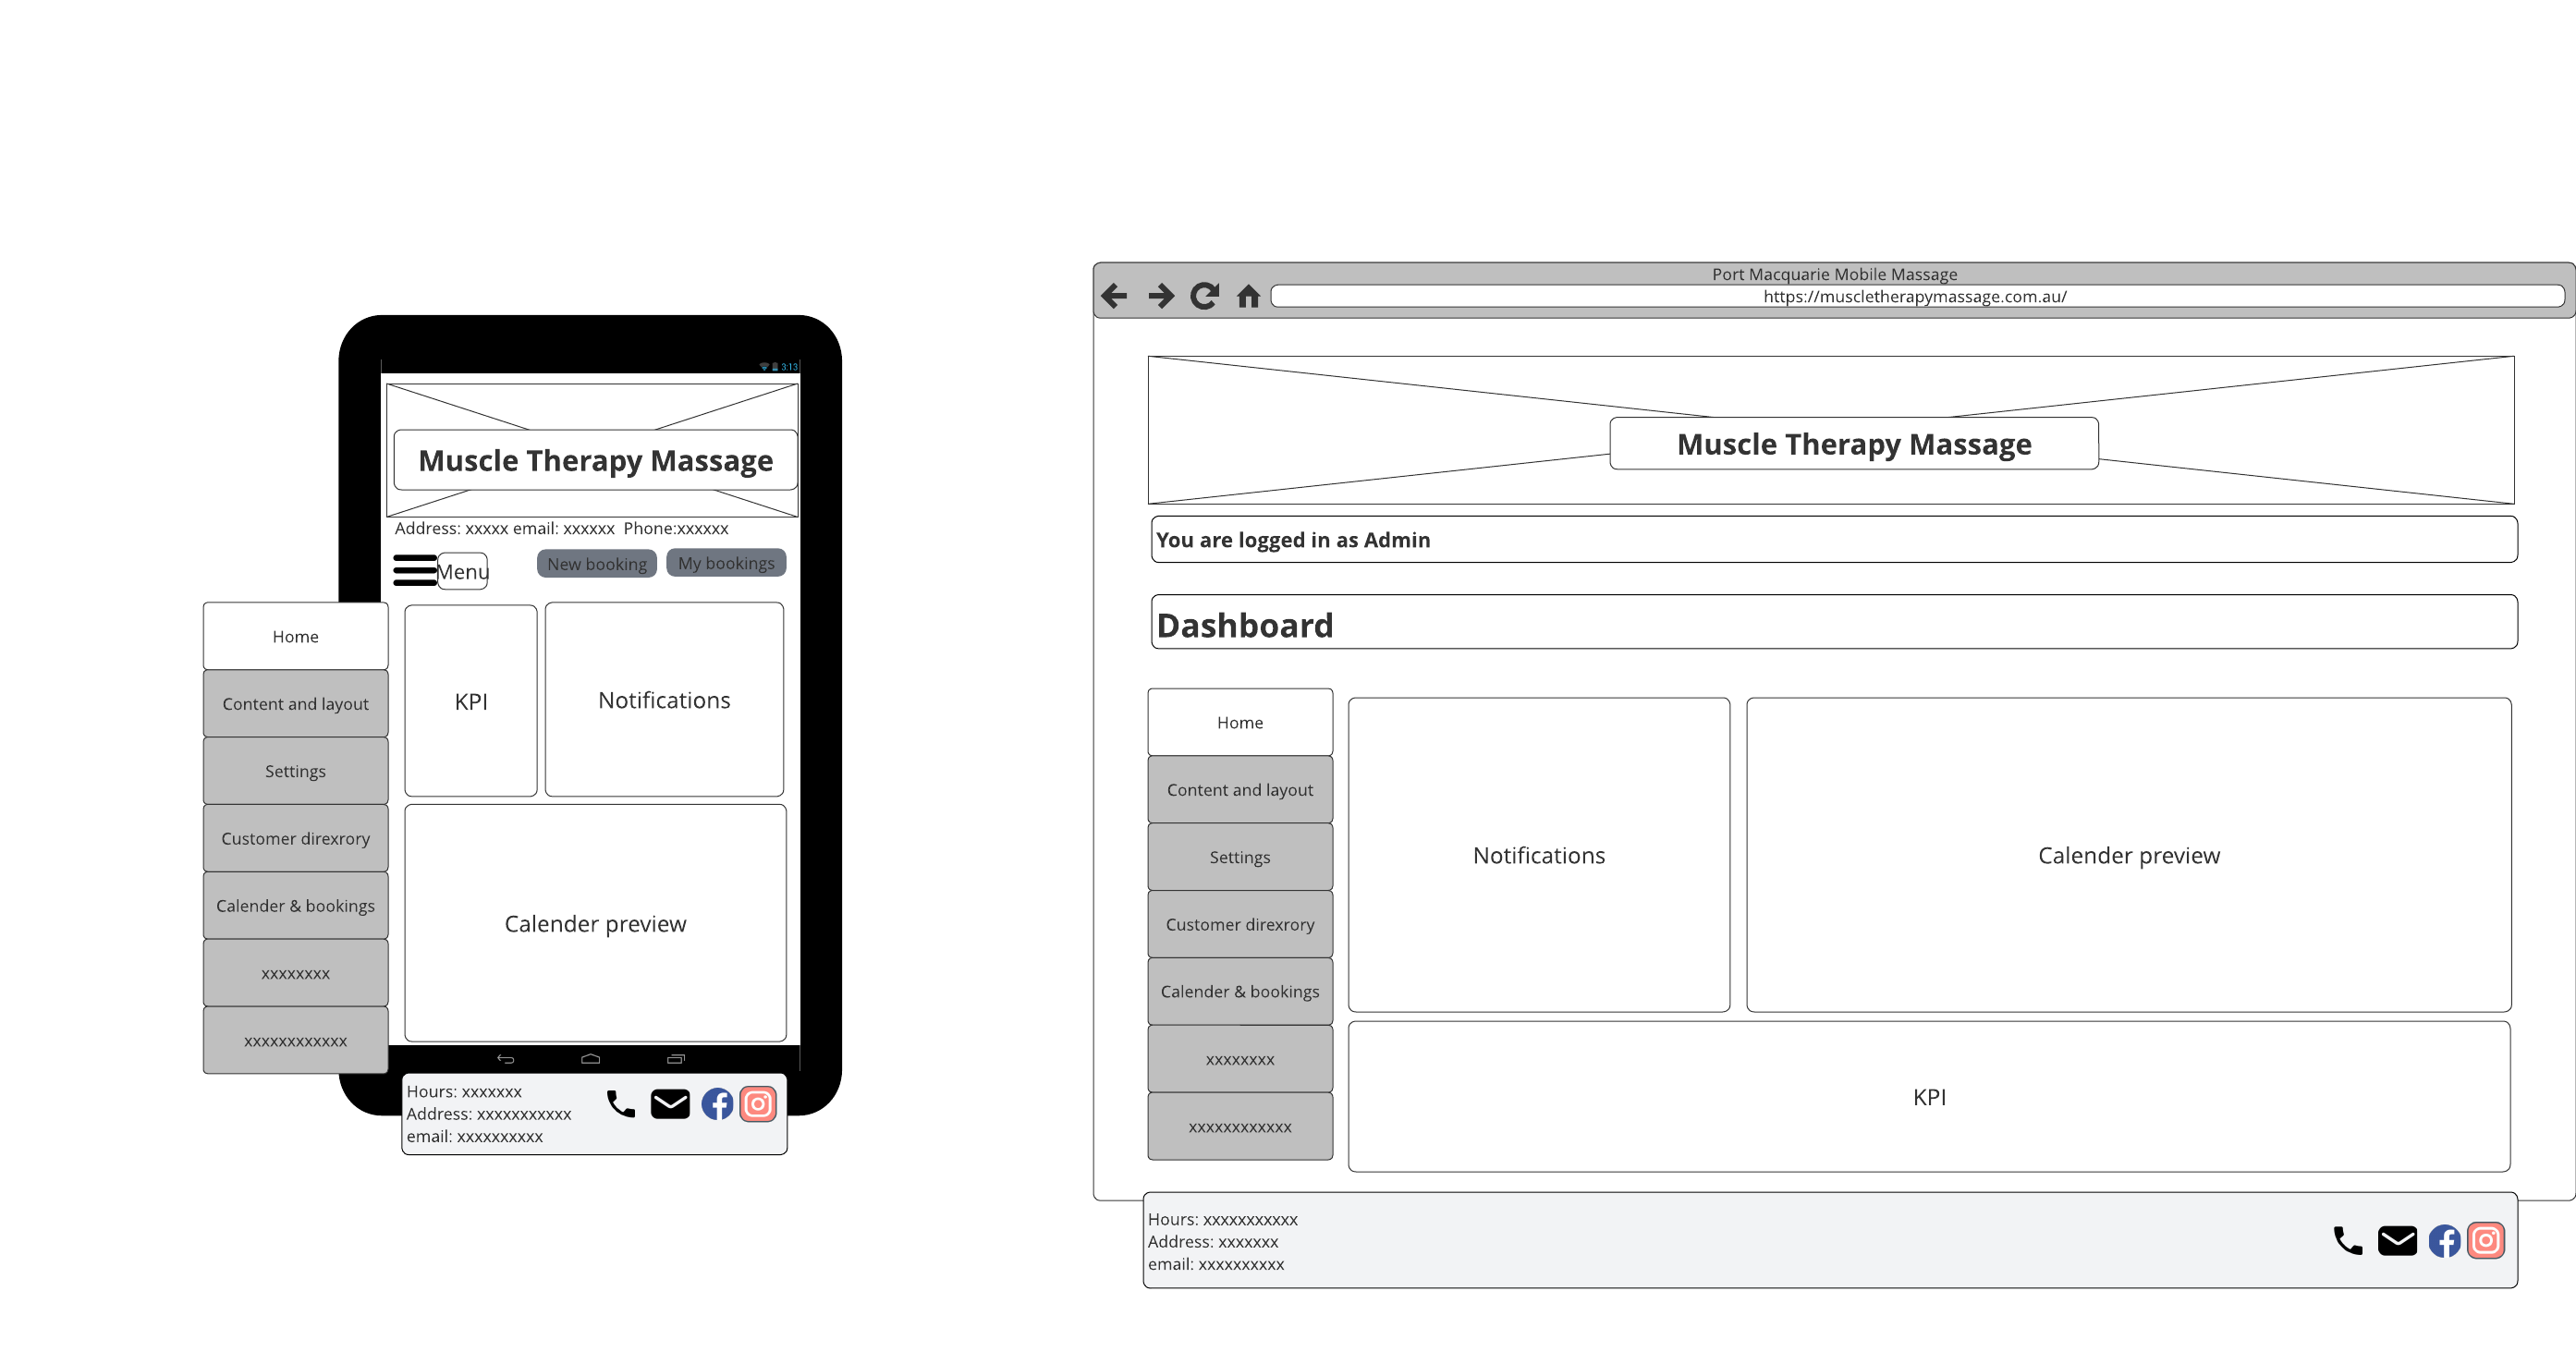 3:13
Muscle Therapy Massage
Address: xxxxx email: xxxxxx  Phone:xxxxxx
Menu
New booking
My bookings
Home
Content and layout
Settings
Customer direxrory
Calender & bookings
xxxxxxxx
xxxxxxxxxxxx
KPI
Notifications
Calender preview
Hours: xxxxxxx
Address: xxxxxxxxxxx
email: xxxxxxxxxx
Port Macquarie Mobile Massage
https://muscletherapymassage.com.au/
Muscle Therapy Massage
You are logged in as Admin
Dashboard
Home
Content and layout
Settings
Customer direxrory
Calender & bookings
xxxxxxxx
xxxxxxxxxxxx
Notifications
Calender preview
KPI
Hours: xxxxxxxxxxx
Address: xxxxxxx
email: xxxxxxxxxx